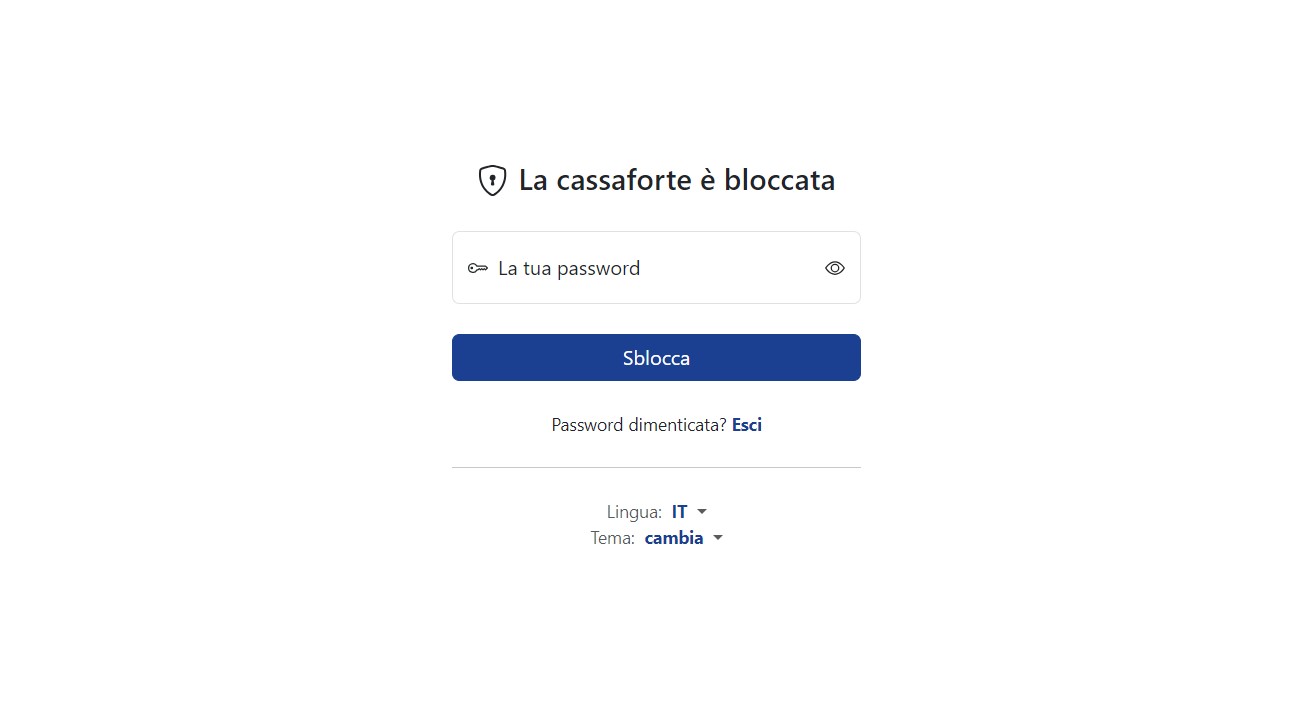 La cassaforte è bloccata
La tua password
Sblocca
Password dimenticata? Esci
Lingua: IT
Tema: cambia